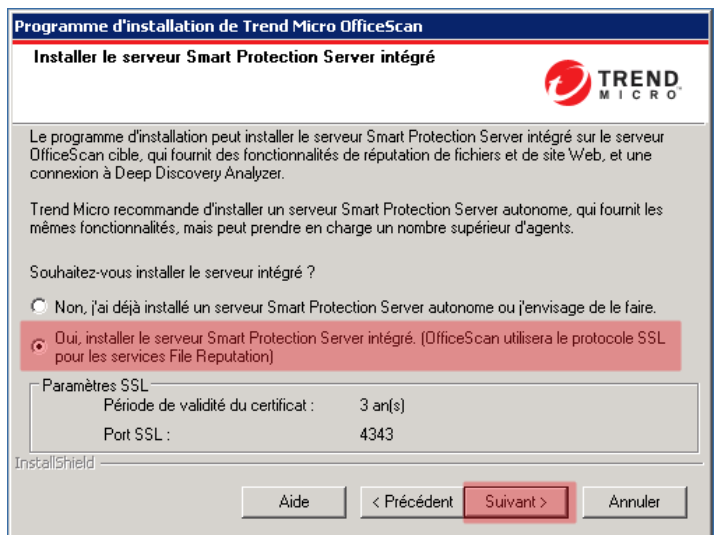 Programme d'installation de Trend Micro OfficeScan
Installer le serveur Smart Protection Server intégré
TREND
MICRO
Le programme d'installation peut installer le serveur Smart Protection Server intégré sur le serveur
OfficeScan cible, qui fournit des fonctionnalités de réputation de fichiers et de site Web, et une
connexion à Deep Discovery Analyzer.
Trend Micro recommande d'installer un serveur Smart Protection Server autonome, qui fournit les
mêmes fonctionnalités, mais peut prendre en charge un nombre supérieur d'agents.
Souhaitez-vous installer le serveur intégré ?
Non, j'ai déjà installé un serveur Smart Protection Server autonome ou j'envisage de le faire.
Oui, installer le serveur Smart Protection Server intégré. (OfficeScan utilisera le protocole SSL
pour les services File Reputation)
Paramètres SSL
Période de validité du certificat : 3 an(s)
Port SSL : 4343
InstallShield
Aide < Précédent Suivant > Annuler